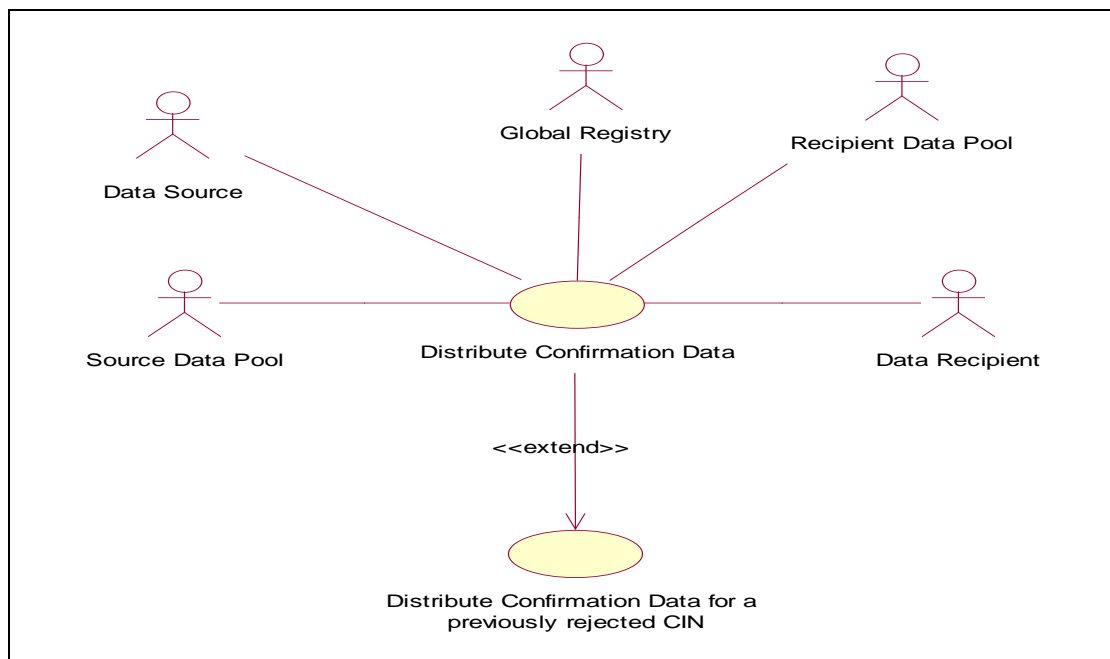 Global Registry
Recipient Data Pool
Data Source
Source Data Pool
Distribute Confirmation Data
Data Recipient
<<extend>>
Distribute Confirmation Data for a
previously rejected CIN